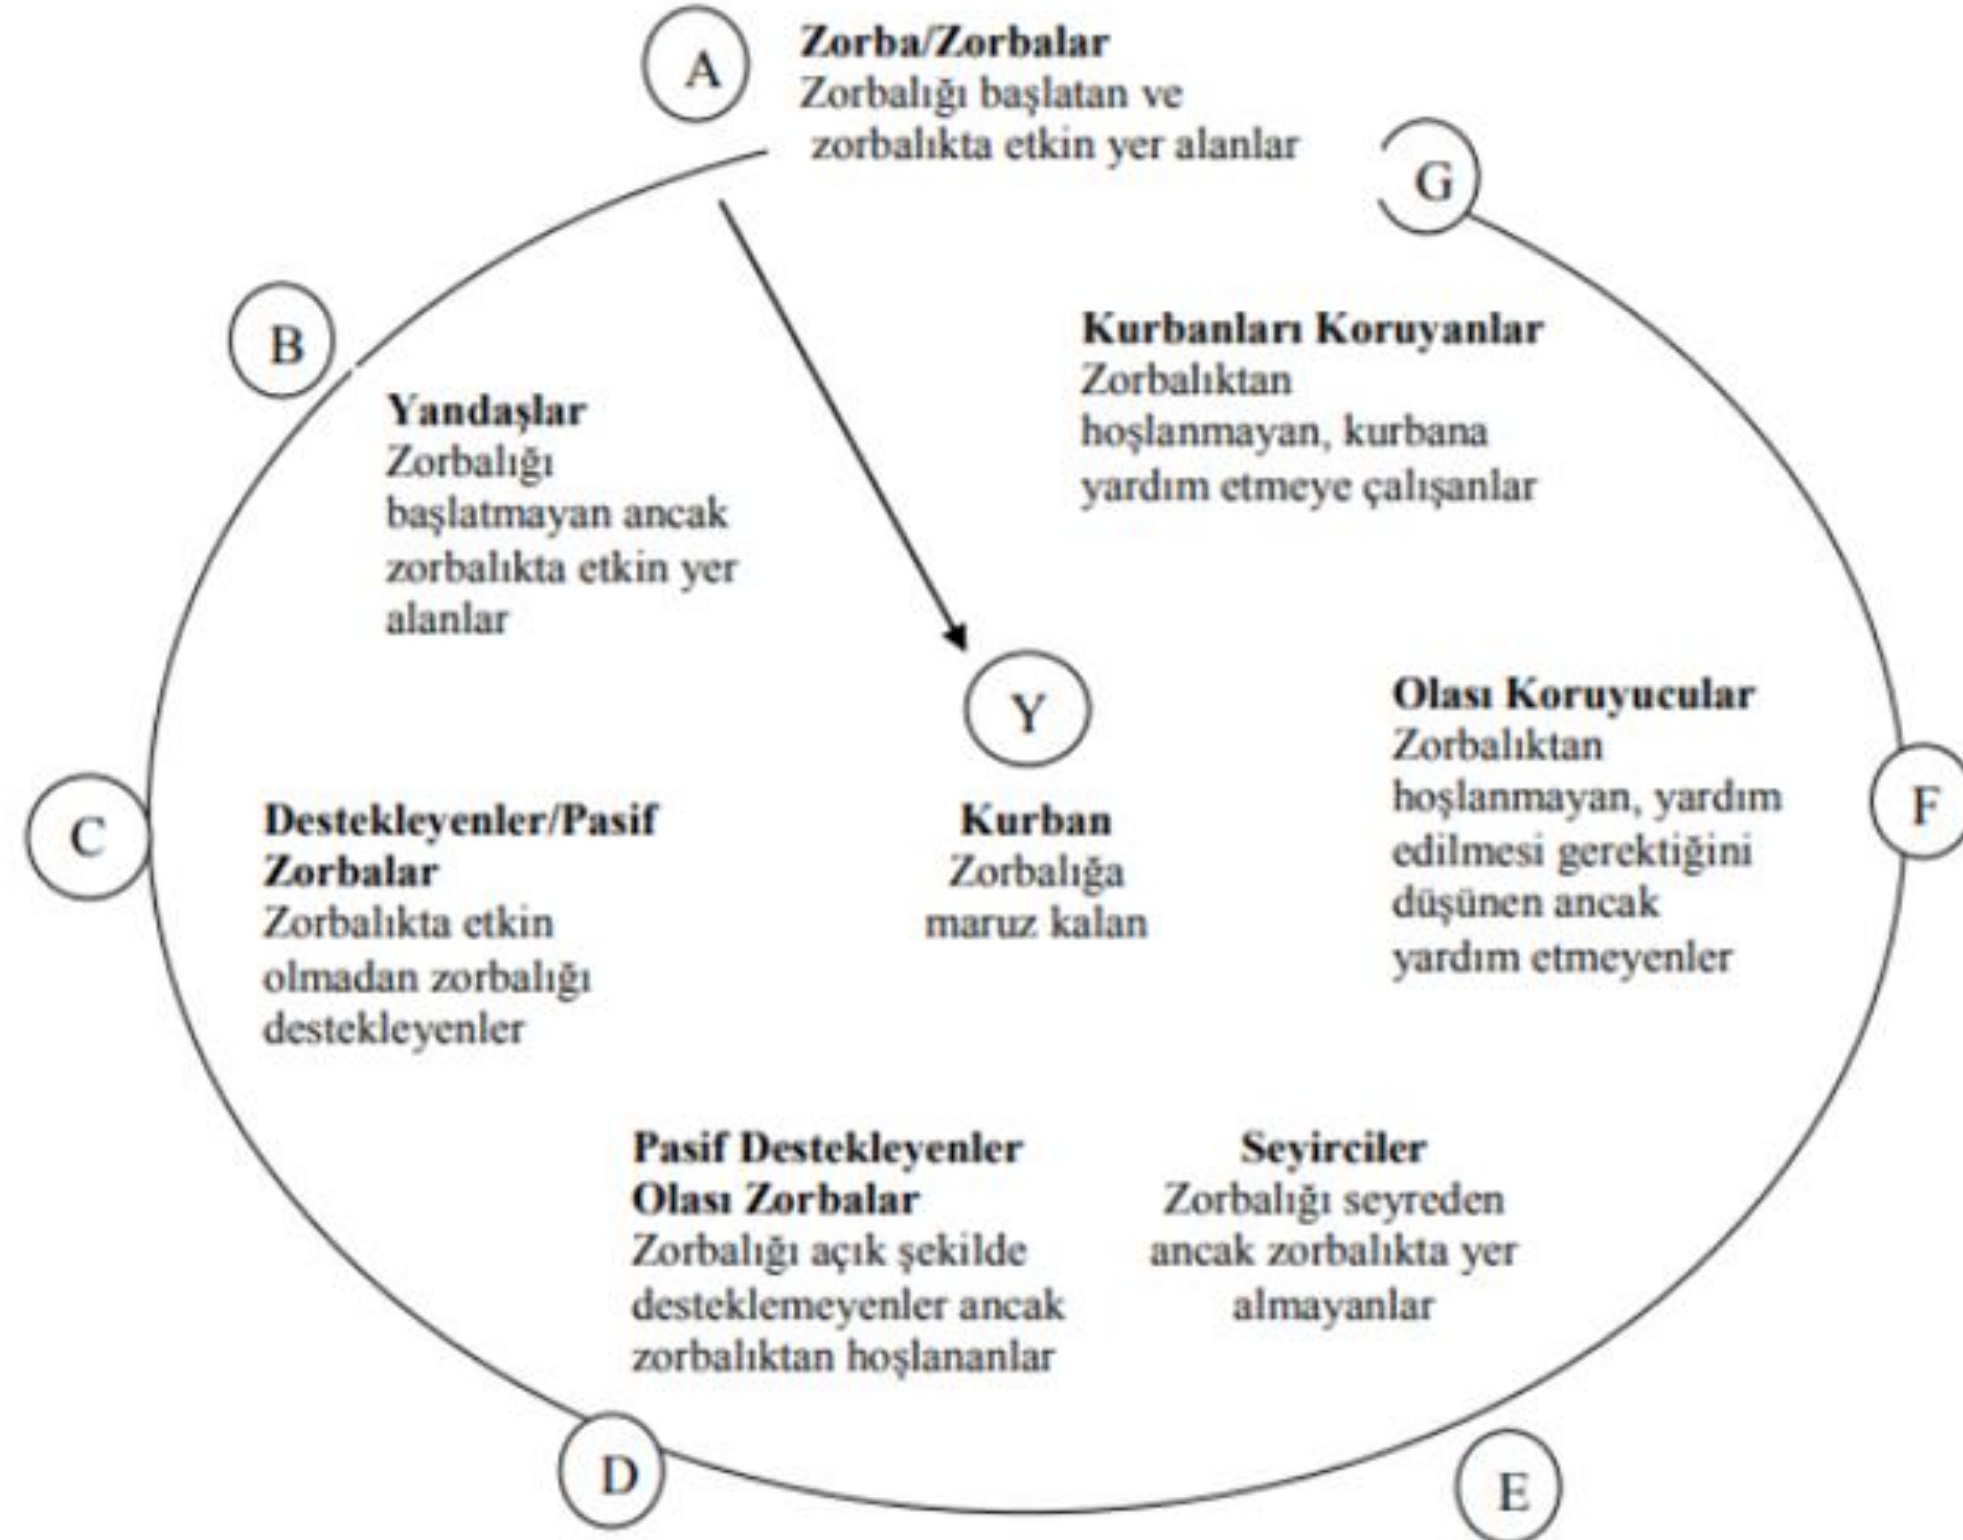 A
Zorba/Zorbalar
Zorbalığı başlatan ve
zorbalıkta etkin yer alanlar
G
Kurbanları Koruyanlar
Zorbalıktan
hoşlanmayan, kurbana
yardım etmeye çalışanlar
B
Yandaşlar
Zorbalığı
başlatmayan ancak
zorbalıkta etkin yer
alanlar
Y
Kurban
Zorbalığa
maruz kalan
Olası Koruyucular
Zorbalıktan
hoşlanmayan, yardım
edilmesi gerektiğini
düşünen ancak
yardım etmeyenler
F
C
Destekleyenler/Pasif
Zorbalar
Zorbalıkta etkin
olmadan zorbalığı
destekleyenler
Pasif Destekleyenler
Olası Zorbalar
Zorbalığı açık şekilde
desteklemeyenler ancak
zorbalıktan hoşlananlar
Seyirciler
Zorbalığı seyreden
ancak zorbalıkta yer
almayanlar
D
E